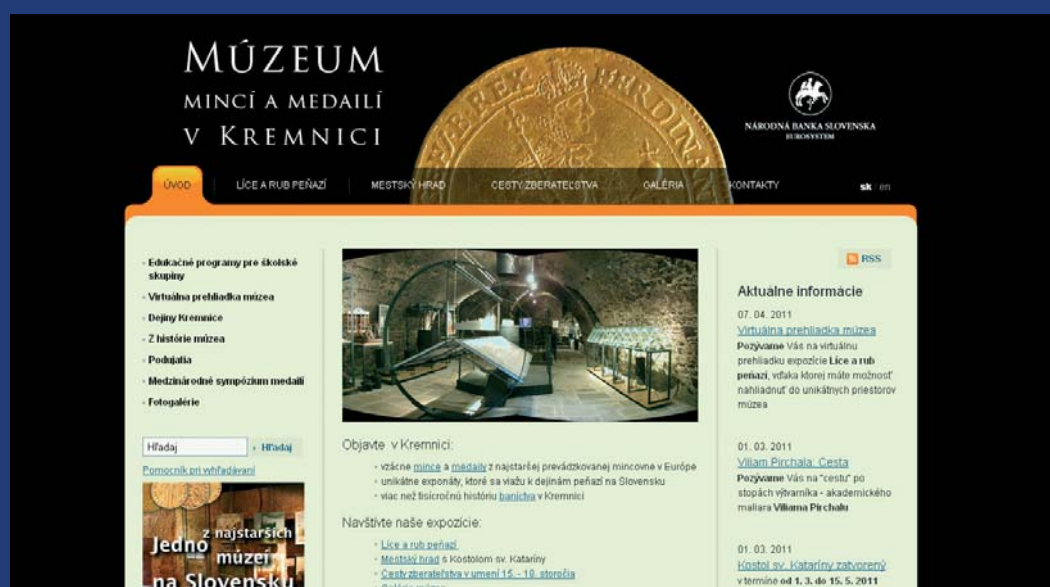 MÚZEUM
MINCÍ A MEDAILÍ
V KREMNICI
NÁRODNÁ BANKA SLOVENSKA
EUROSYSTEM
ÚVOD
LÍCE A RUB PEŇAZÍ
MESTSKÝ HRAD
CESTY ZBERATEĽSTVA
GALÉRIA
KONTAKTY
sk en
Edukačné programy pre školské
skupiny
Virtuálna prehliadka múzea
Dejiny Kremnice
Z histórie múzea
Podujatia
Medzinárodné sympózium medailí
Fotogalérie
Hľadaj
Hľadaj
Pomocník pri vyhľadávaní
Jedno z najstarších
múzeí
na Slovensku
Objavte v Kremnici:
vzácne mince a medaily z najstaršej prevádzkovanej mincovne v Európe
unikátne exponáty, ktoré sa viažu k dejinám peňazí na Slovensku
viac než tisícročnú históriu baníctva v Kremnici
Navštívte naše expozície:
Líce a rub peňazí
Mestský hrad s Kostolom sv. Kataríny
Cesty zberateľstva v umení 15. - 19. storočia
Galéria múzea
RSS
Aktuálne informácie
07. 04. 2011
Virtuálna prehliadka múzea
Pozývame Vás na virtuálnu
prehliadku expozície Líce a rub
peňazí, vďaka ktorej máte možnosť
nahliadnuť do unikátnych priestorov
múzea
01. 03. 2011
Viliam Pirchala: Cesta
Pozývame Vás na "cestu" po
stopách výtvarníka - akademického
maliara Viliama Pirchalu
01. 03. 2011
Kostol sv. Kataríny zatvorený
v termíne od 1. 3. do 15. 5. 2011